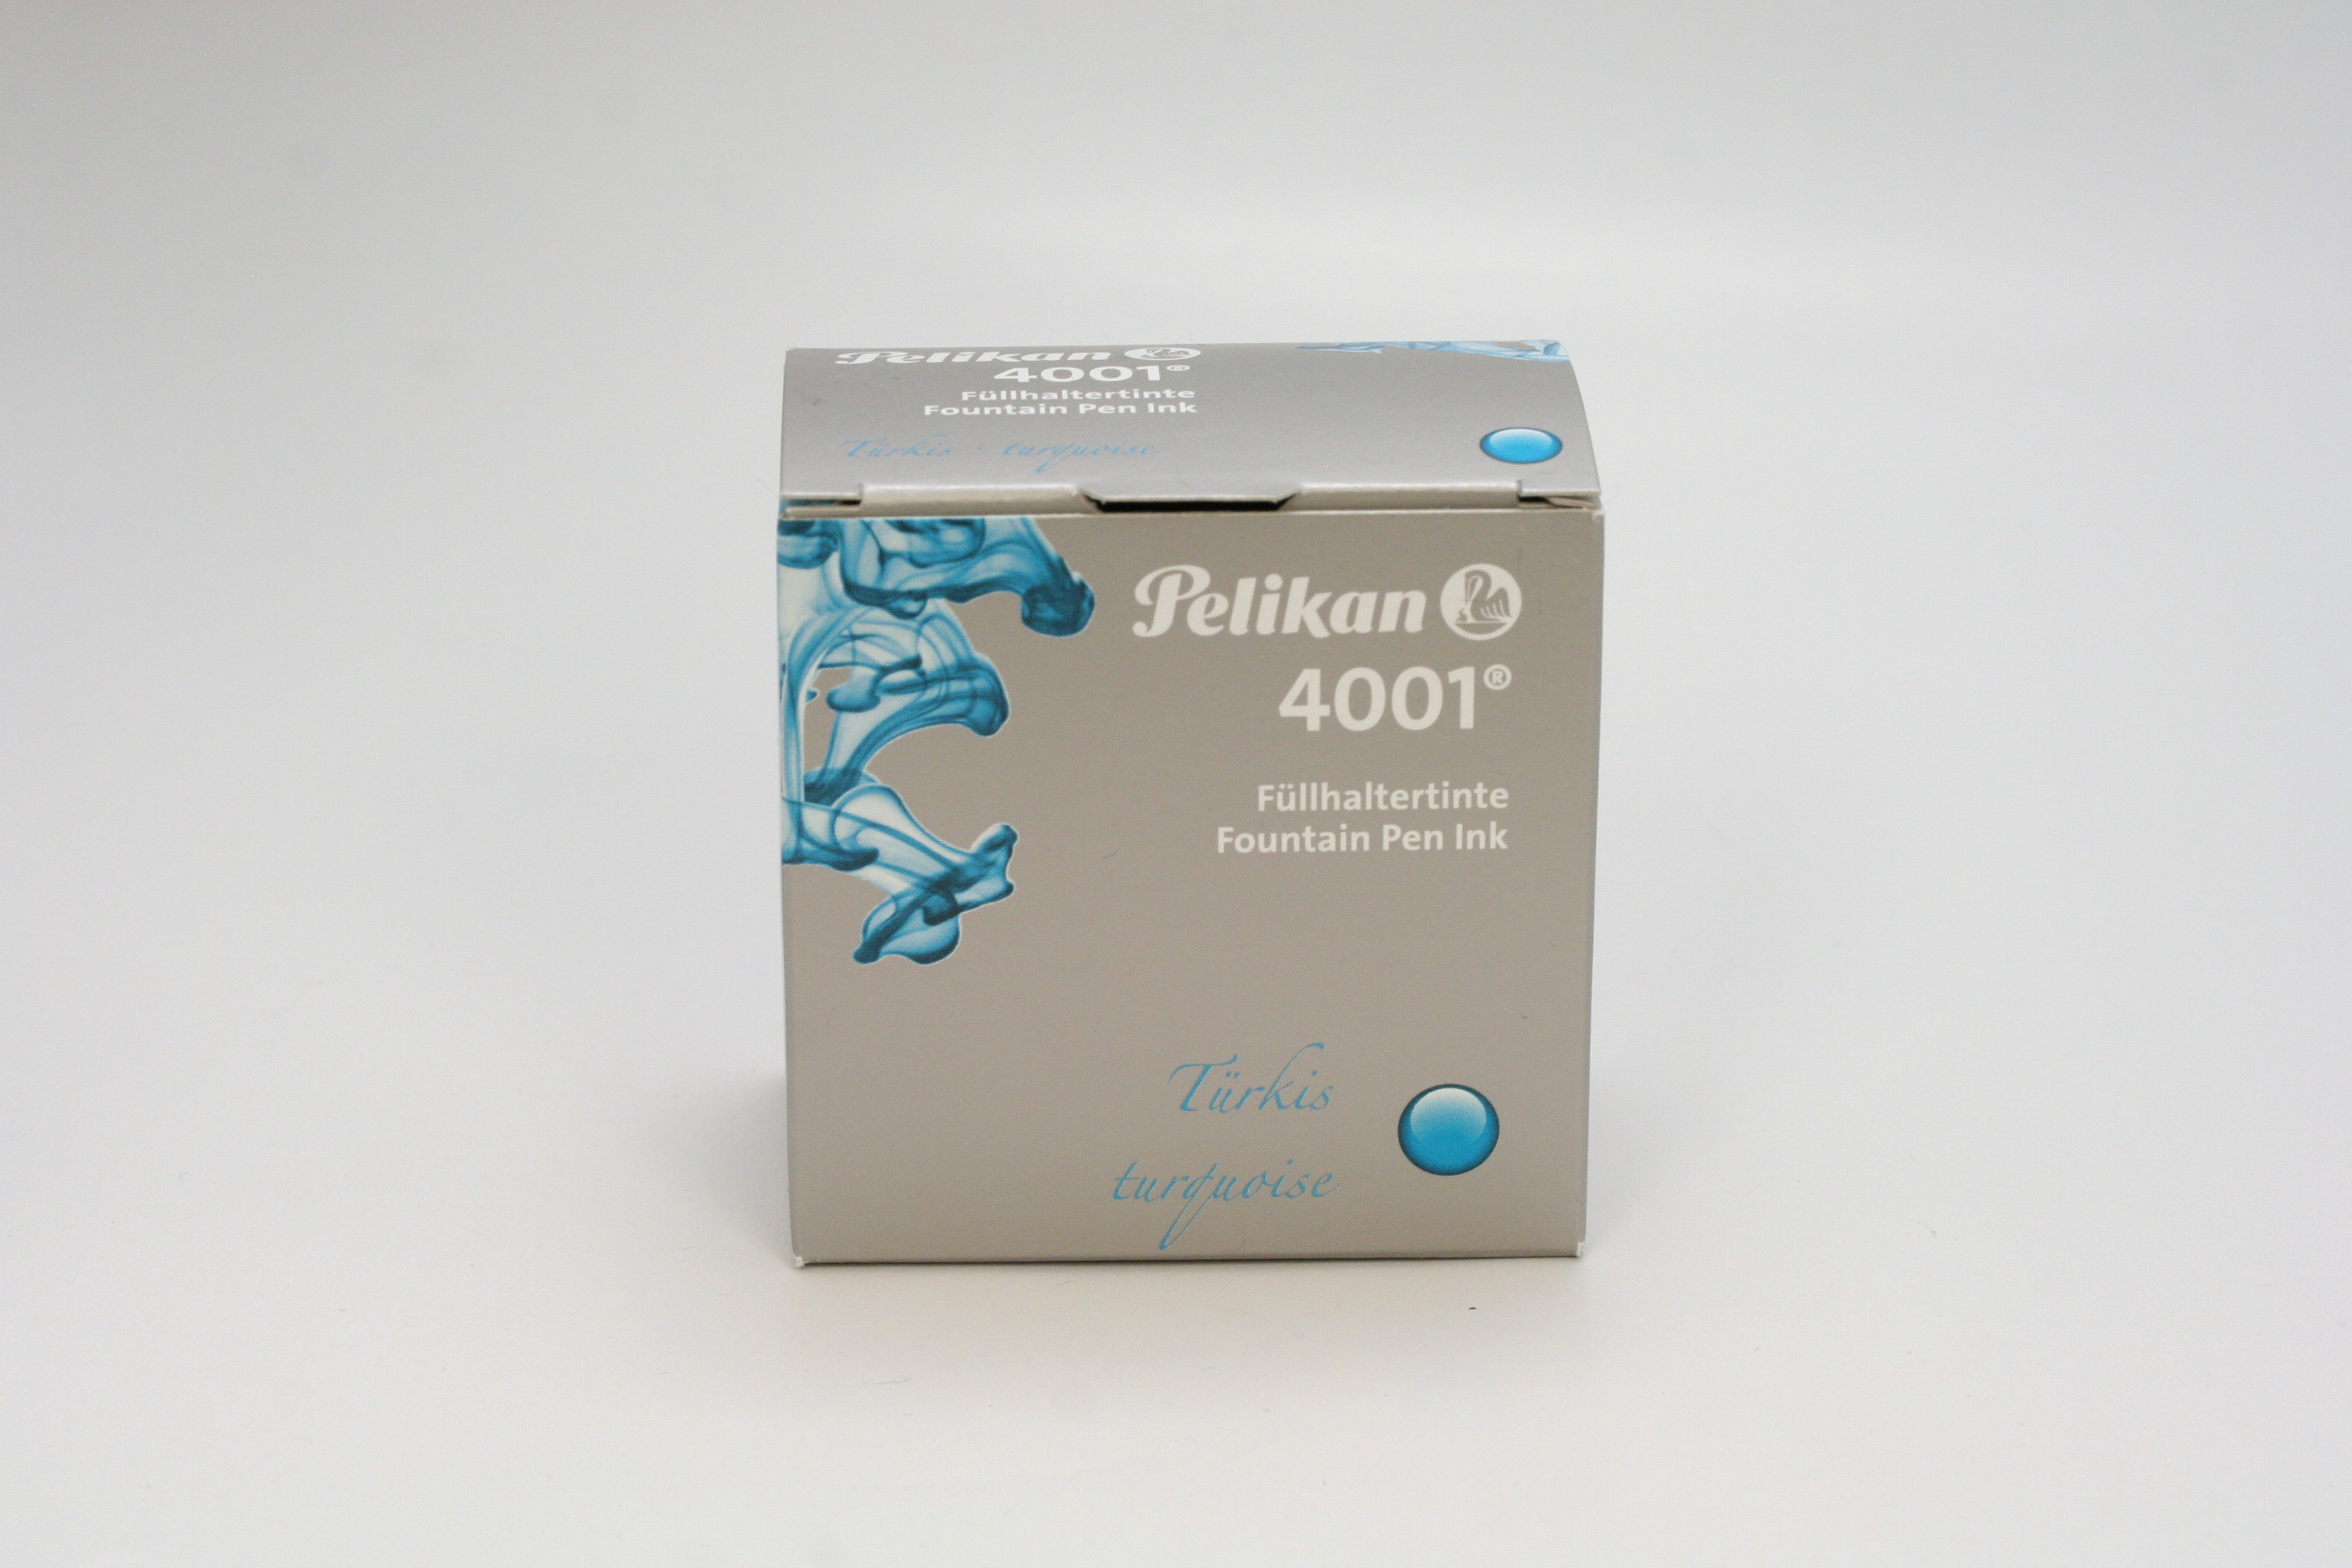 Pelikan
4001®
Füllhaltertinte
Fountain Pen Ink
Türkis · turquoise
Pelikan
4001®
Füllhaltertinte
Fountain Pen Ink
Türkis
turquoise